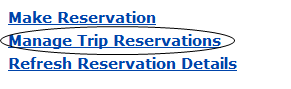 Make Reservation
Manage Trip Reservations
Refresh Reservation Details